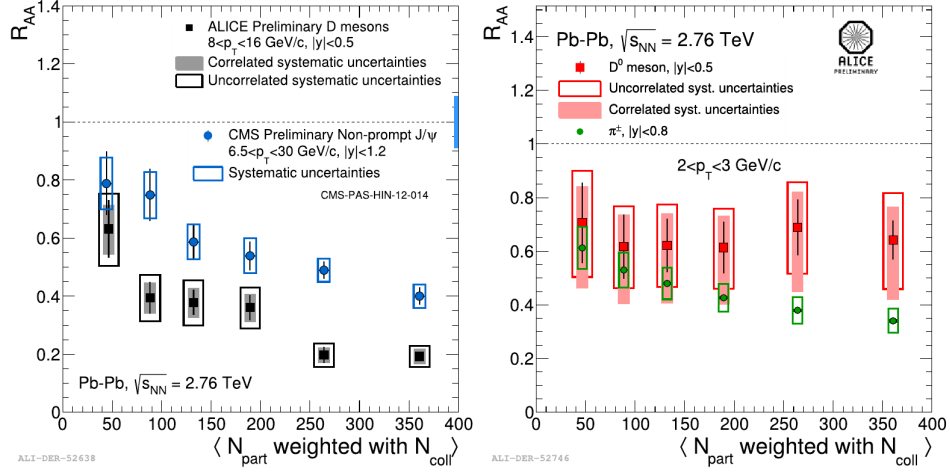 R_AA
ALICE Preliminary D mesons
8<p_T<16 GeV/c, |y|<0.5
Correlated systematic uncertainties
Uncorrelated systematic uncertainties
CMS Preliminary Non-prompt J/ψ
6.5<p_T<30 GeV/c, |y|<1.2
Systematic uncertainties
CMS-PAS-HIN-12-014
Pb-Pb, √s_NN = 2.76 TeV
1.4
1.2
1
0.8
0.6
0.4
0.2
0
0 50 100 150 200 250 300 350 400
⟨ N_part weighted with N_coll ⟩
ALI-DER-52638
R_AA
Pb-Pb, √s_NN = 2.76 TeV
D⁰ meson, |y|<0.5
Uncorrelated syst. uncertainties
Correlated syst. uncertainties
π±, |y|<0.8
ALICE
PRELIMINARY
2<p_T<3 GeV/c
1.4
1.2
1
0.8
0.6
0.4
0.2
0
0 50 100 150 200 250 300 350 400
⟨ N_part weighted with N_coll ⟩
ALI-DER-52746